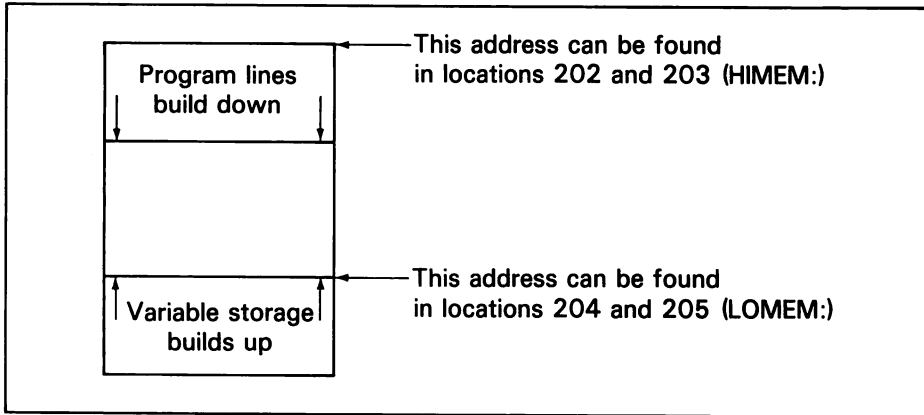 This address can be found
in locations 202 and 203 (HIMEM:)
Program lines
build down
This address can be found
in locations 204 and 205 (LOMEM:)
Variable storage
builds up